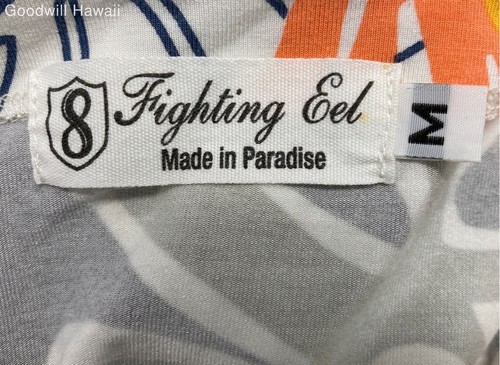 Goodwill Hawaii
8 Fighting Eel
Made in Paradise
M